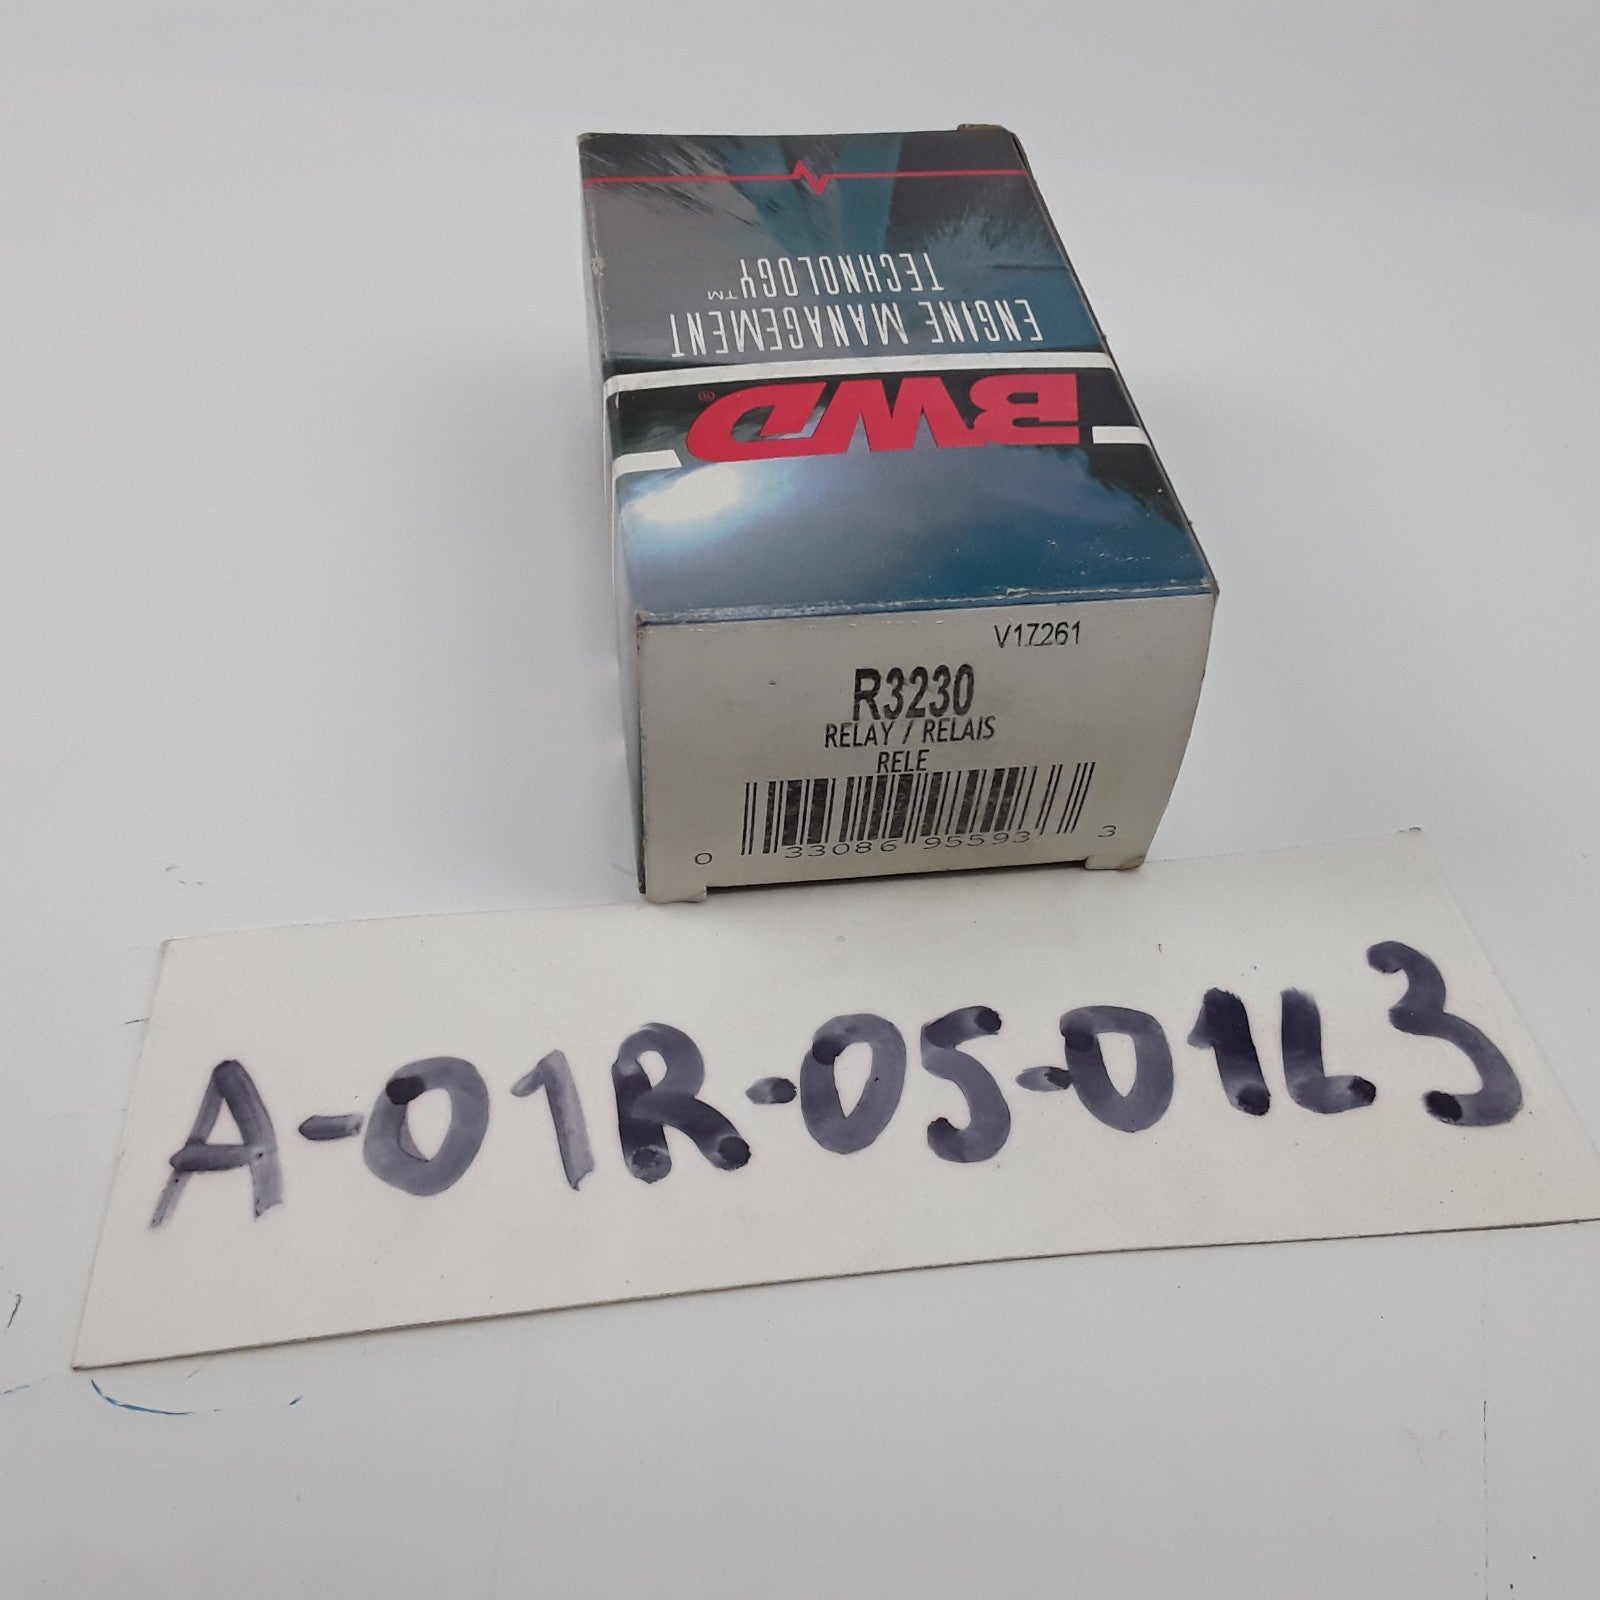 TECHNOLOGY™
ENGINE MANAGEMENT
BWD®
V17261
R3230
RELAY / RELAIS
RELE
0 33086 95593 3
A-01R-05-01L3